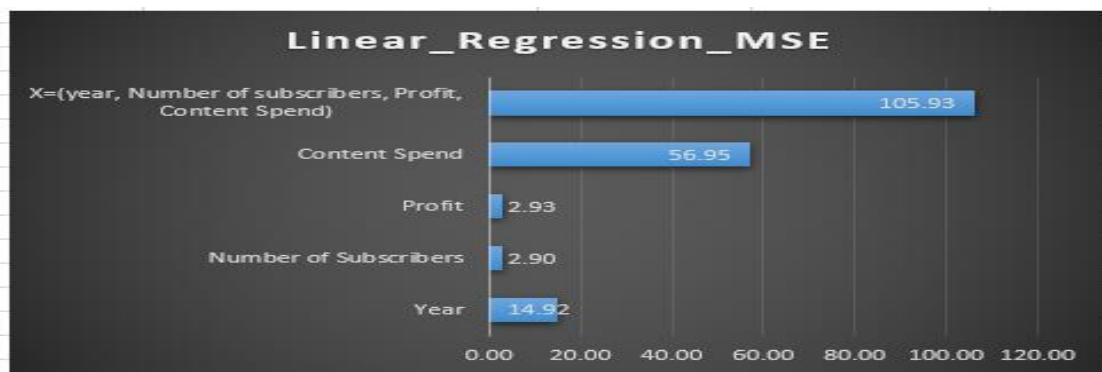 Linear_Regression_MSE
X=(year, Number of subscribers, Profit,
Content Spend)
105.93
Content Spend
56.95
Profit
2.93
Number of Subscribers
2.90
Year
14.92
0.00 20.00 40.00 60.00 80.00 100.00 120.00